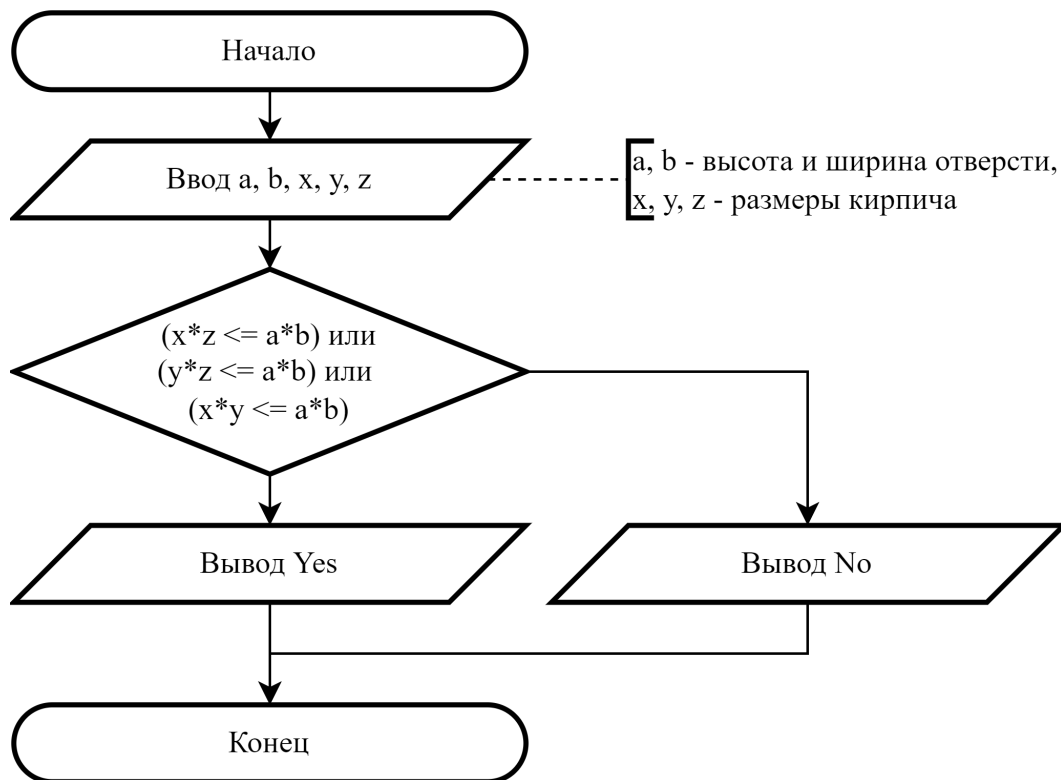 Начало
Ввод a, b, x, y, z
a, b - высота и ширина отверсти,
x, y, z - размеры кирпича
(x*z <= a*b) или
(y*z <= a*b) или
(x*y <= a*b)
Вывод Yes
Вывод No
Конец